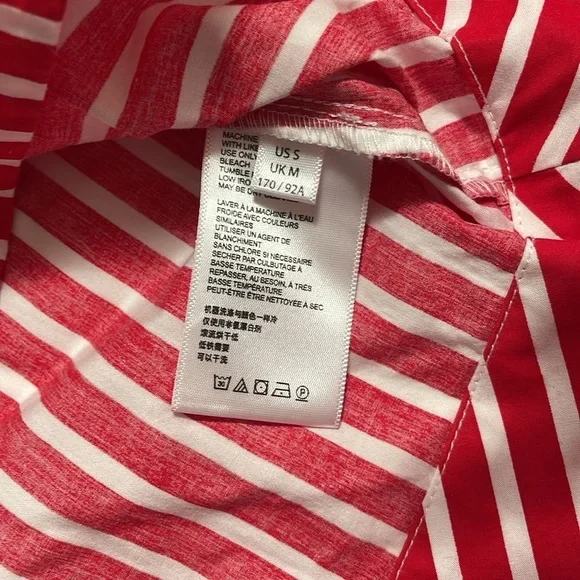 US S
UK M
170 / 92A
MACHINE
WITH LIKE
USE ONLY
BLEACH
TUMBLE
LOW IRO
MAY BE
LAVER À LA MACHINE À L'EAU
FROIDE AVEC COULEURS
SIMILAIRES
UTILISER UN AGENT DE
BLANCHIMENT
SANS CHLORE SI NÉCESSAIRE
SÉCHER PAR CULBUTAGE À
BASSE TEMPÉRATURE
REPASSER, AU BESOIN, À TRÈS
BASSE TEMPÉRATURE
PEUT-ÊTRE ÊTRE NETTOYÉE À SEC
机器洗涤与颜色一样冷
仅使用非氯漂白剂
滚流烘干低
低铁需要
可以干洗
30
P